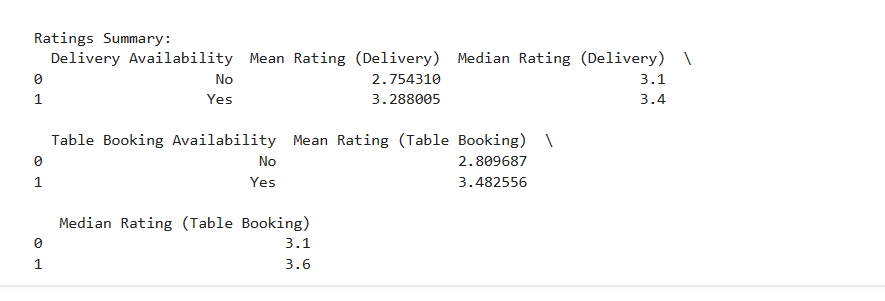 Ratings Summary:
  Delivery Availability  Mean Rating (Delivery)  Median Rating (Delivery)  \
0                    No                2.754310                       3.1
1                   Yes                3.288005                       3.4
  Table Booking Availability  Mean Rating (Table Booking)  \
0                         No                     2.809687
1                        Yes                     3.482556
   Median Rating (Table Booking)
0                            3.1
1                            3.6